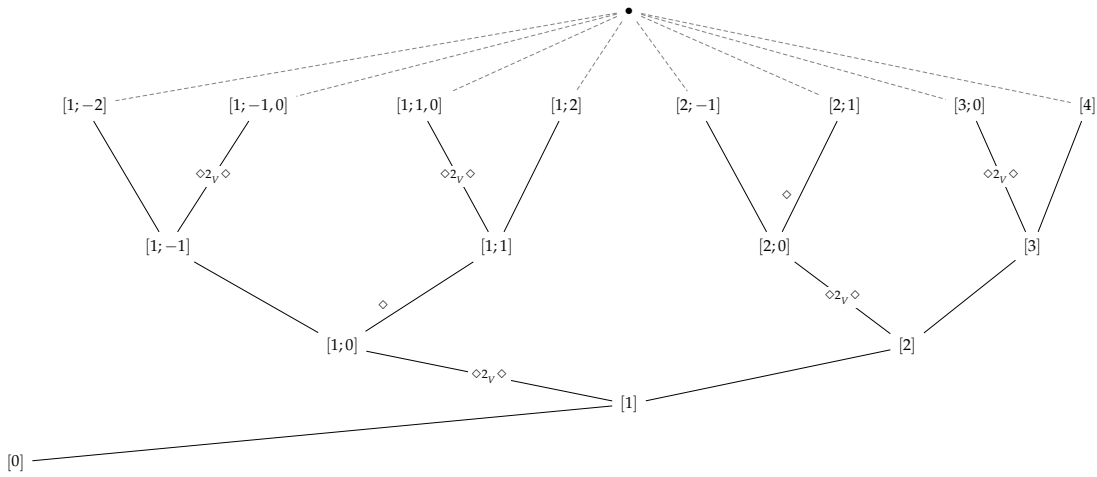 •
[1; −2] [1; −1, 0] [1; 1, 0] [1; 2] [2; −1] [2; 1] [3; 0] [4]
⋄2_V⋄ ⋄2_V⋄ ⋄2_V⋄
⋄
[1; −1] [1; 1] [2; 0] [3]
⋄2_V⋄
⋄
[1; 0] [2]
⋄2_V⋄
[1]
[0]